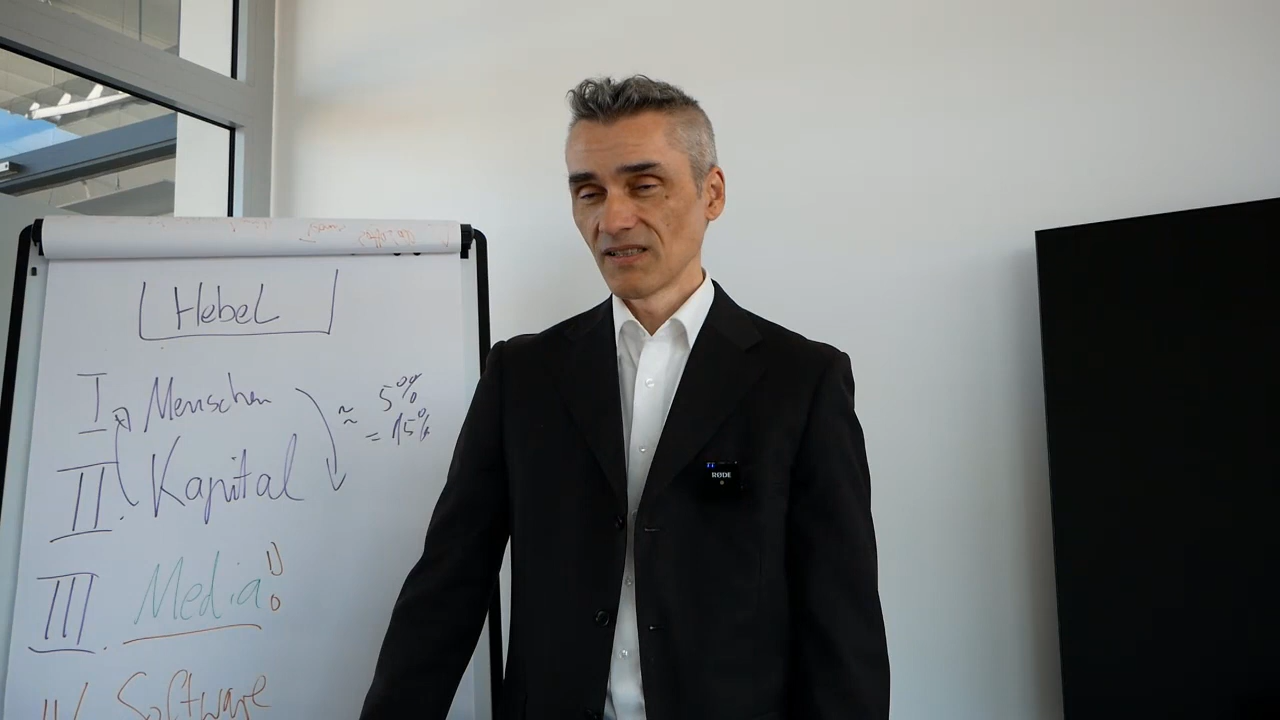 Hebel
I Menschen
≈ 5%
= 15%
II. Kapital
III. Media!
IV Software
RØDE